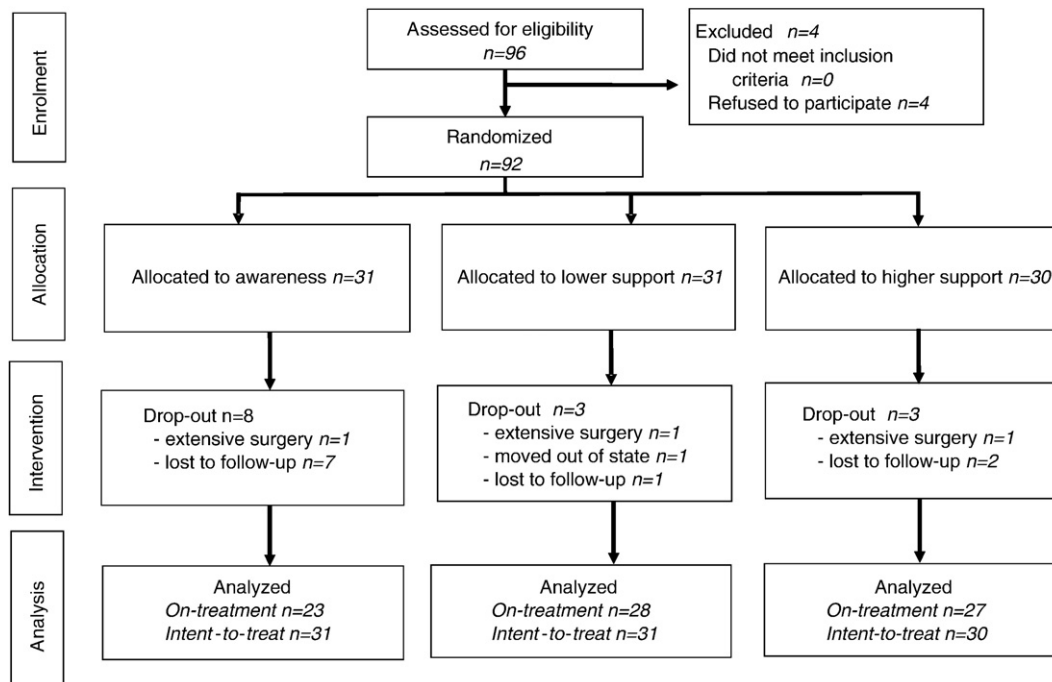 Enrolment
Assessed for eligibility
n=96
Excluded n=4
Did not meet inclusion
criteria n=0
Refused to participate n=4
Randomized
n=92
Allocation
Allocated to awareness n=31
Allocated to lower support n=31
Allocated to higher support n=30
Intervention
Drop-out n=8
- extensive surgery n=1
- lost to follow-up n=7
Drop-out n=3
- extensive surgery n=1
- moved out of state n=1
- lost to follow-up n=1
Drop-out n=3
- extensive surgery n=1
- lost to follow-up n=2
Analysis
Analyzed
On-treatment n=23
Intent-to-treat n=31
Analyzed
On-treatment n=28
Intent-to-treat n=31
Analyzed
On-treatment n=27
Intent-to-treat n=30